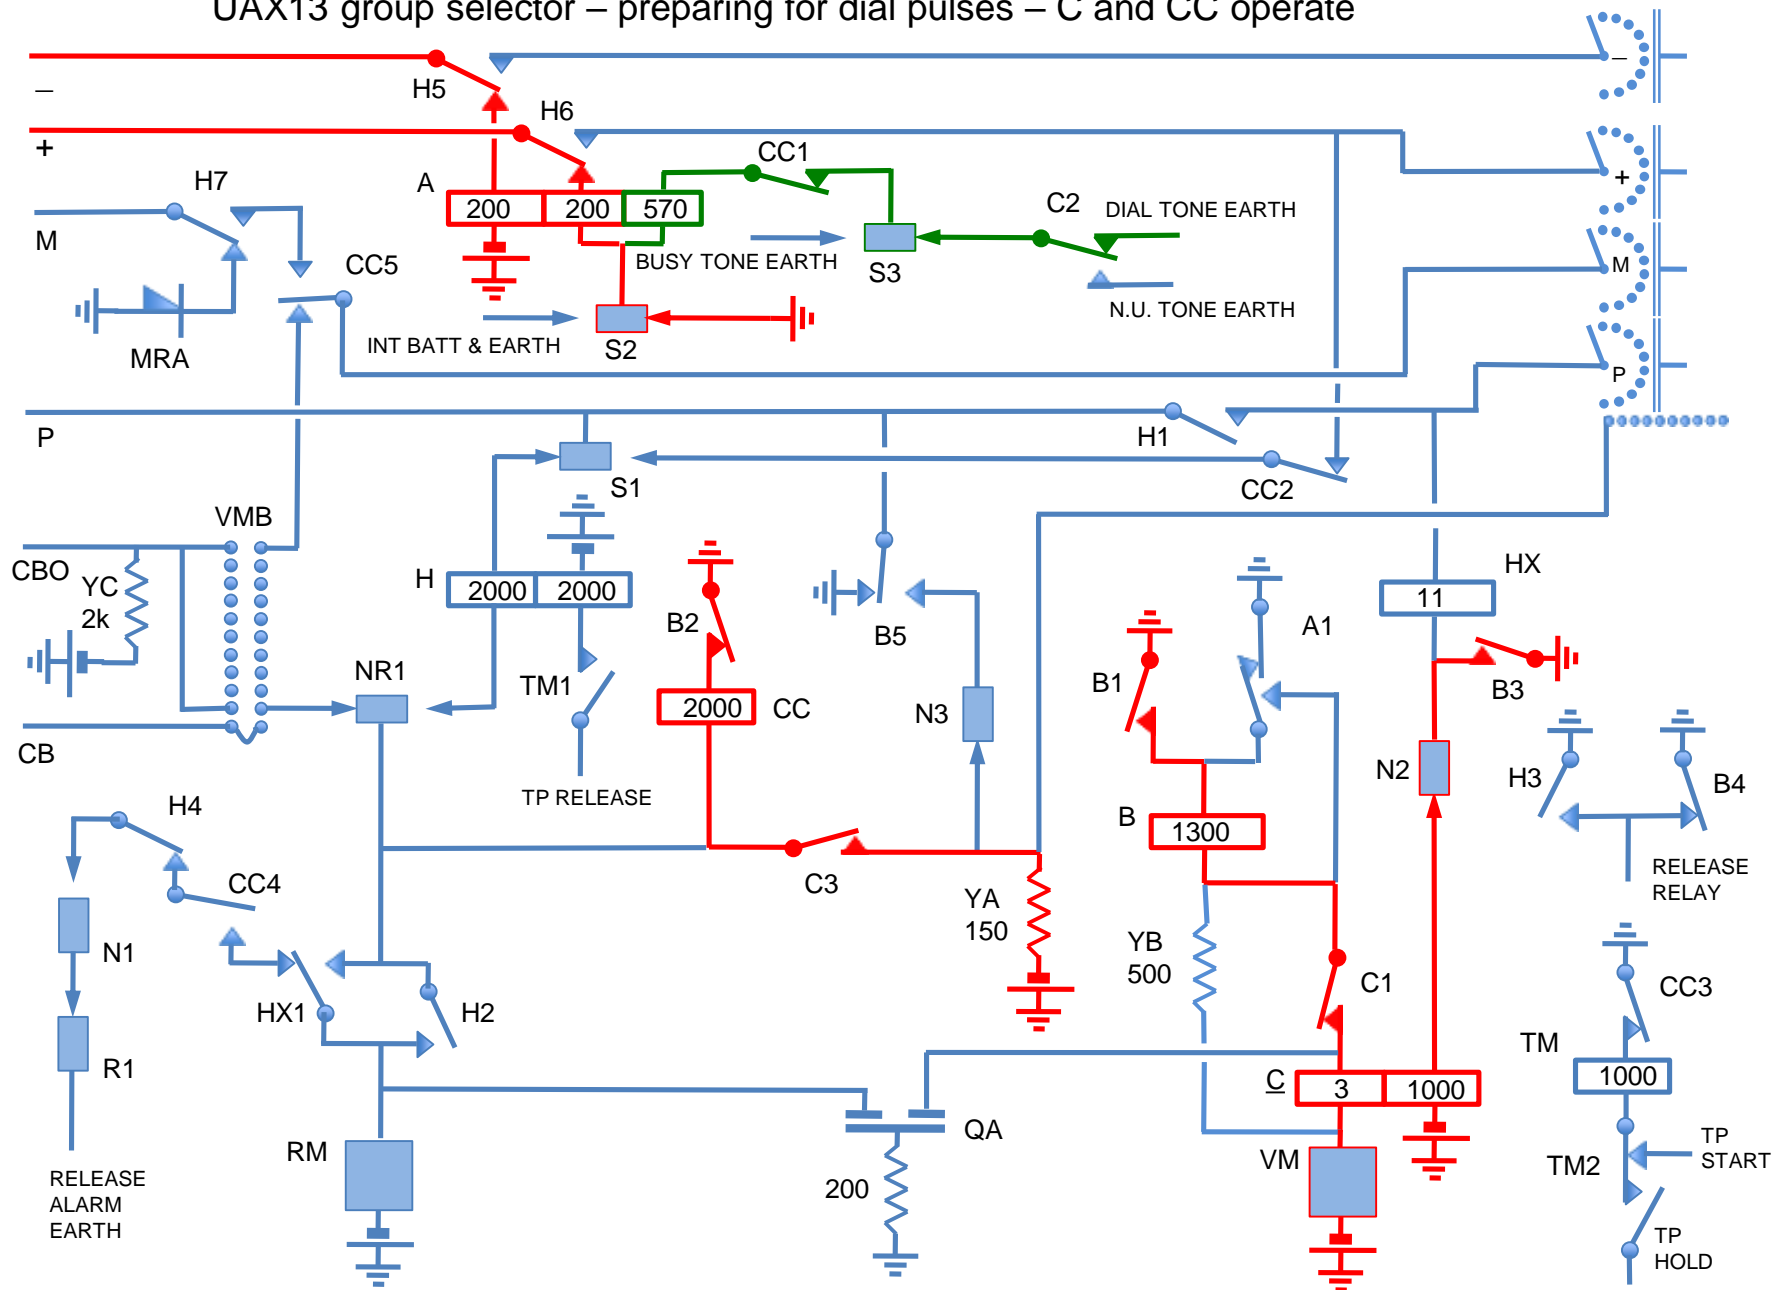 UAX13 group selector – preparing for dial pulses – C and CC operate
–
H5
H6
–
+
+
CC1
H7
A
200
200
570
C2
DIAL TONE EARTH
+
M
CC5
BUSY TONE EARTH
S3
M
N.U. TONE EARTH
INT BATT & EARTH
S2
MRA
P
P
H1
S1
CC2
VMB
CBO
YC
2k
H
2000
2000
HX
11
B2
B5
A1
NR1
TM1
B1
B3
2000
CC
N3
CB
N2
H3
B4
TP RELEASE
H4
B
1300
RELEASE
RELAY
CC4
C3
YA
150
N1
YB
500
C1
CC3
HX1
H2
R1
TM
C
3
1000
1000
QA
RM
VM
TM2
TP
START
RELEASE
ALARM
EARTH
200
TP
HOLD